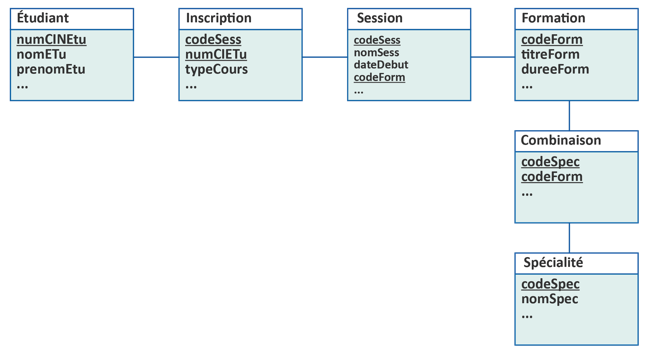 Étudiant
numCINEtu
nomETu
prenomEtu
...
Inscription
codeSess
numCIETu
typeCours
...
Session
codeSess
nomSess
dateDebut
codeForm
...
Formation
codeForm
titreForm
dureeForm
...
Combinaison
codeSpec
codeForm
...
Spécialité
codeSpec
nomSpec
...